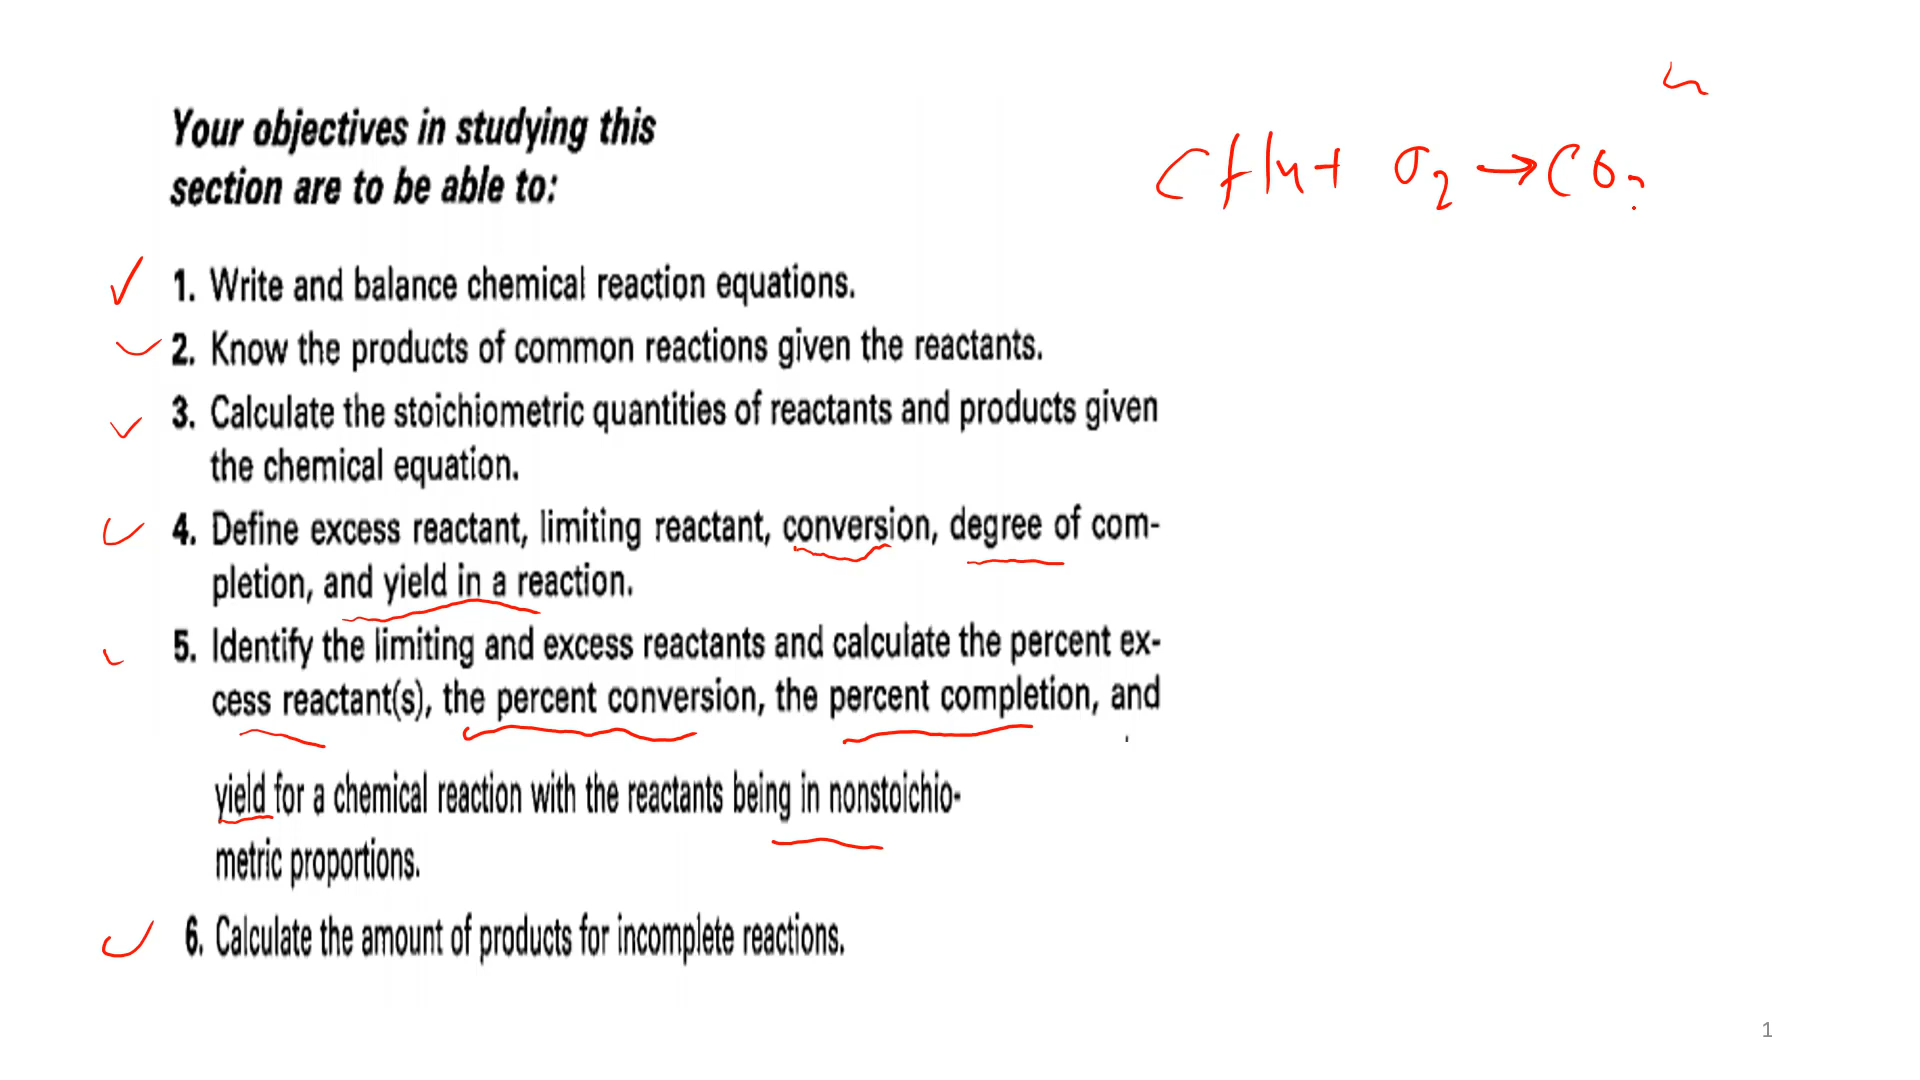 Your objectives in studying this
section are to be able to:
CH4 + O2 → CO2
1. Write and balance chemical reaction equations.
2. Know the products of common reactions given the reactants.
3. Calculate the stoichiometric quantities of reactants and products given
the chemical equation.
4. Define excess reactant, limiting reactant, conversion, degree of com-
pletion, and yield in a reaction.
5. Identify the limiting and excess reactants and calculate the percent ex-
cess reactant(s), the percent conversion, the percent completion, and
yield for a chemical reaction with the reactants being in nonstoichio-
metric proportions.
6. Calculate the amount of products for incomplete reactions.
1